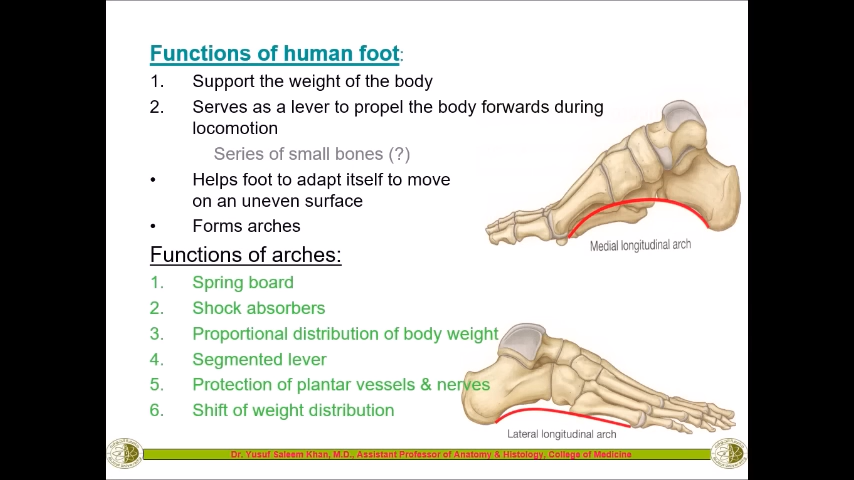 Functions of human foot:
1. Support the weight of the body
2. Serves as a lever to propel the body forwards during
locomotion
Series of small bones (?)
• Helps foot to adapt itself to move
on an uneven surface
• Forms arches
Medial longitudinal arch
Functions of arches:
1. Spring board
2. Shock absorbers
3. Proportional distribution of body weight
4. Segmented lever
5. Protection of plantar vessels & nerves
6. Shift of weight distribution
Lateral longitudinal arch
Dr. Yusuf Saleem Khan, M.D., Assistant Professor of Anatomy & Histology, College of Medicine